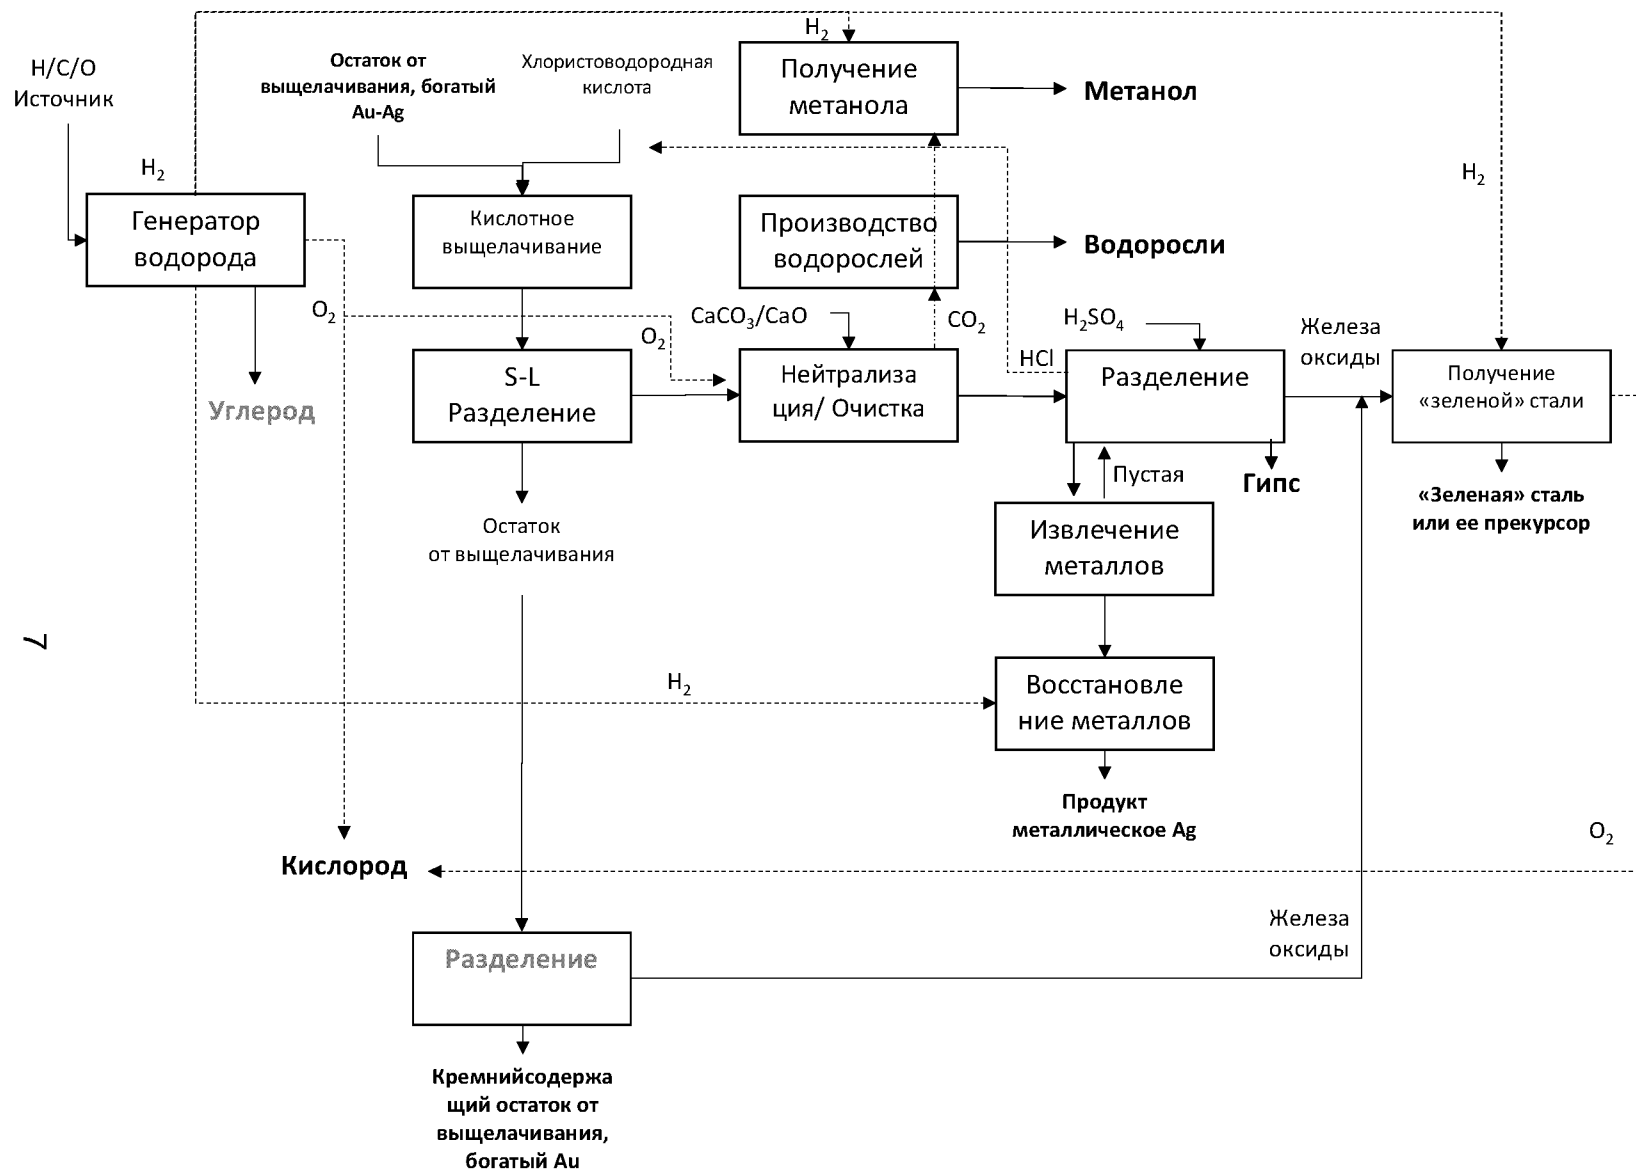 H₂
H/C/O
Источник
Остаток от
выщелачивания, богатый
Au-Ag
Хлористоводородная
кислота
Получение
метанола
Метанол
H₂
H₂
Генератор
водорода
Кислотное
выщелачивание
Производство
водорослей
Водоросли
O₂
O₂
CaCO₃/CaO
CO₂
H₂SO₄
Железа
оксиды
HCl
Углерод
S-L
Разделение
Нейтрализа
ция/ Очистка
Разделение
Получение
«зеленой» стали
Пустая
Гипс
«Зеленая» сталь
или ее прекурсор
Остаток
от выщелачивания
Извлечение
металлов
7
H₂
Восстановле
ние металлов
Продукт
металлическое Ag
O₂
Кислород
Железа
оксиды
Разделение
Кремнийсодержа
щий остаток от
выщелачивания,
богатый Au